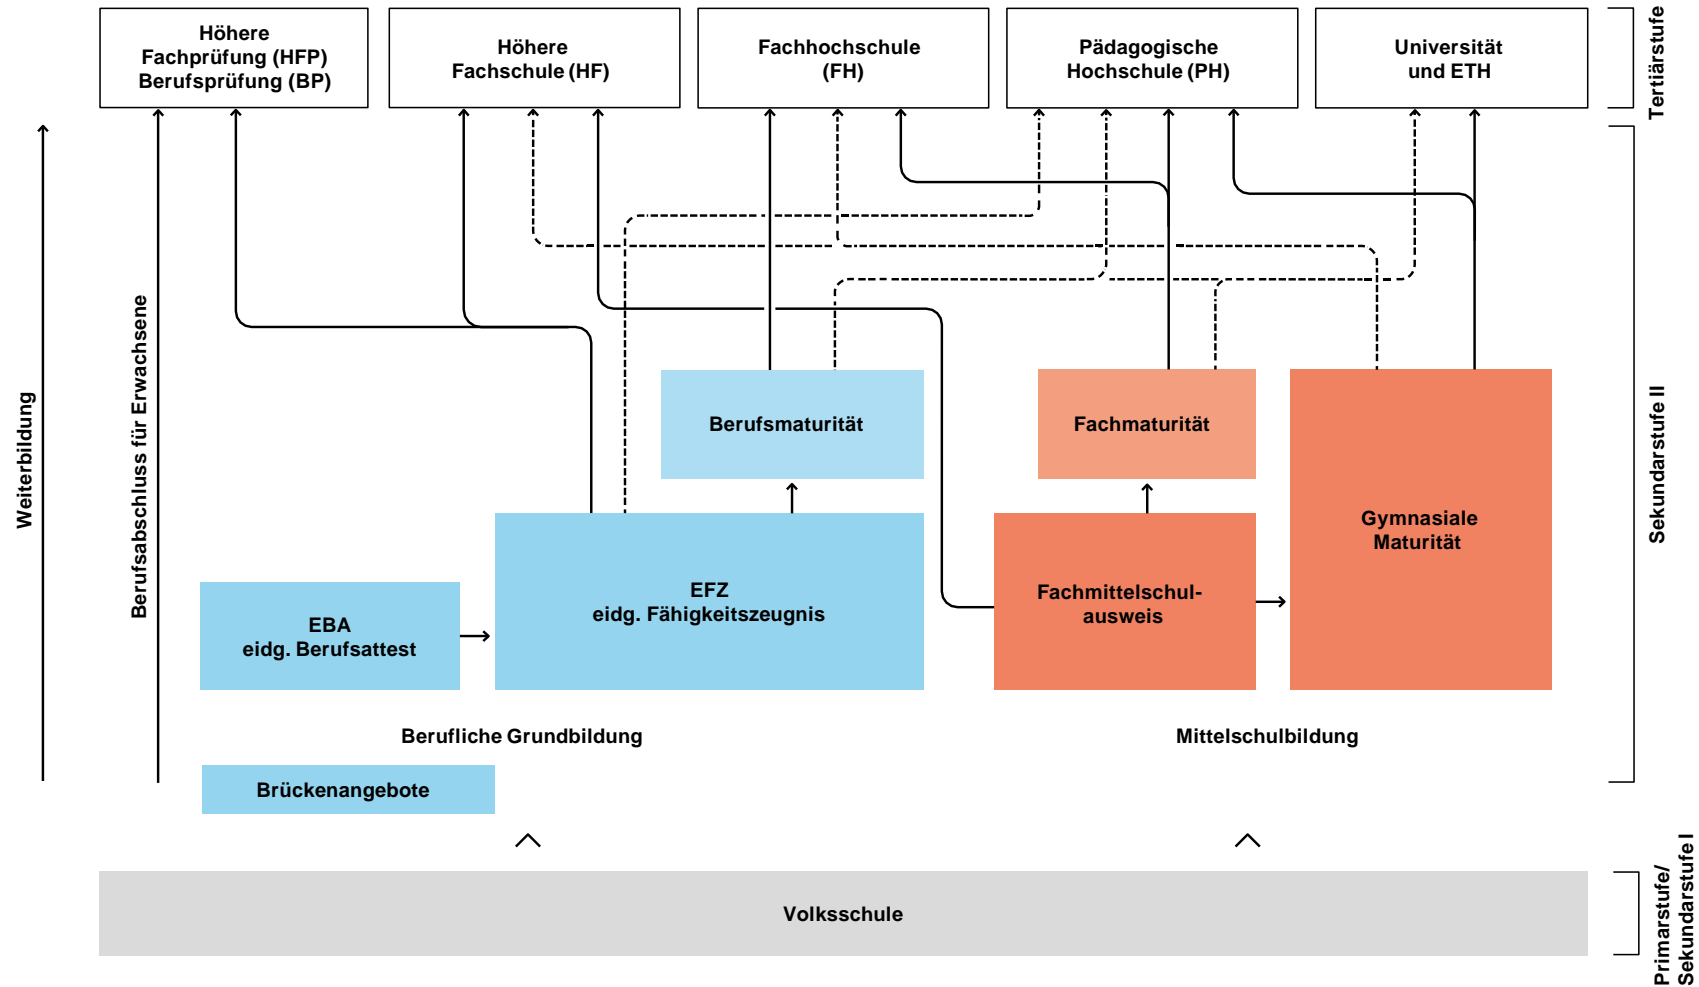 Höhere
Fachprüfung (HFP)
Berufsprüfung (BP)
Höhere
Fachschule (HF)
Fachhochschule
(FH)
Pädagogische
Hochschule (PH)
Universität
und ETH
Tertiärstufe
Weiterbildung
Berufsabschluss für Erwachsene
Sekundarstufe II
Berufsmaturität
Fachmaturität
Gymnasiale
Maturität
EFZ
eidg. Fähigkeitszeugnis
Fachmittelschul-
ausweis
EBA
eidg. Berufsattest
Berufliche Grundbildung
Mittelschulbildung
Brückenangebote
Volksschule
Primarstufe/
Sekundarstufe I